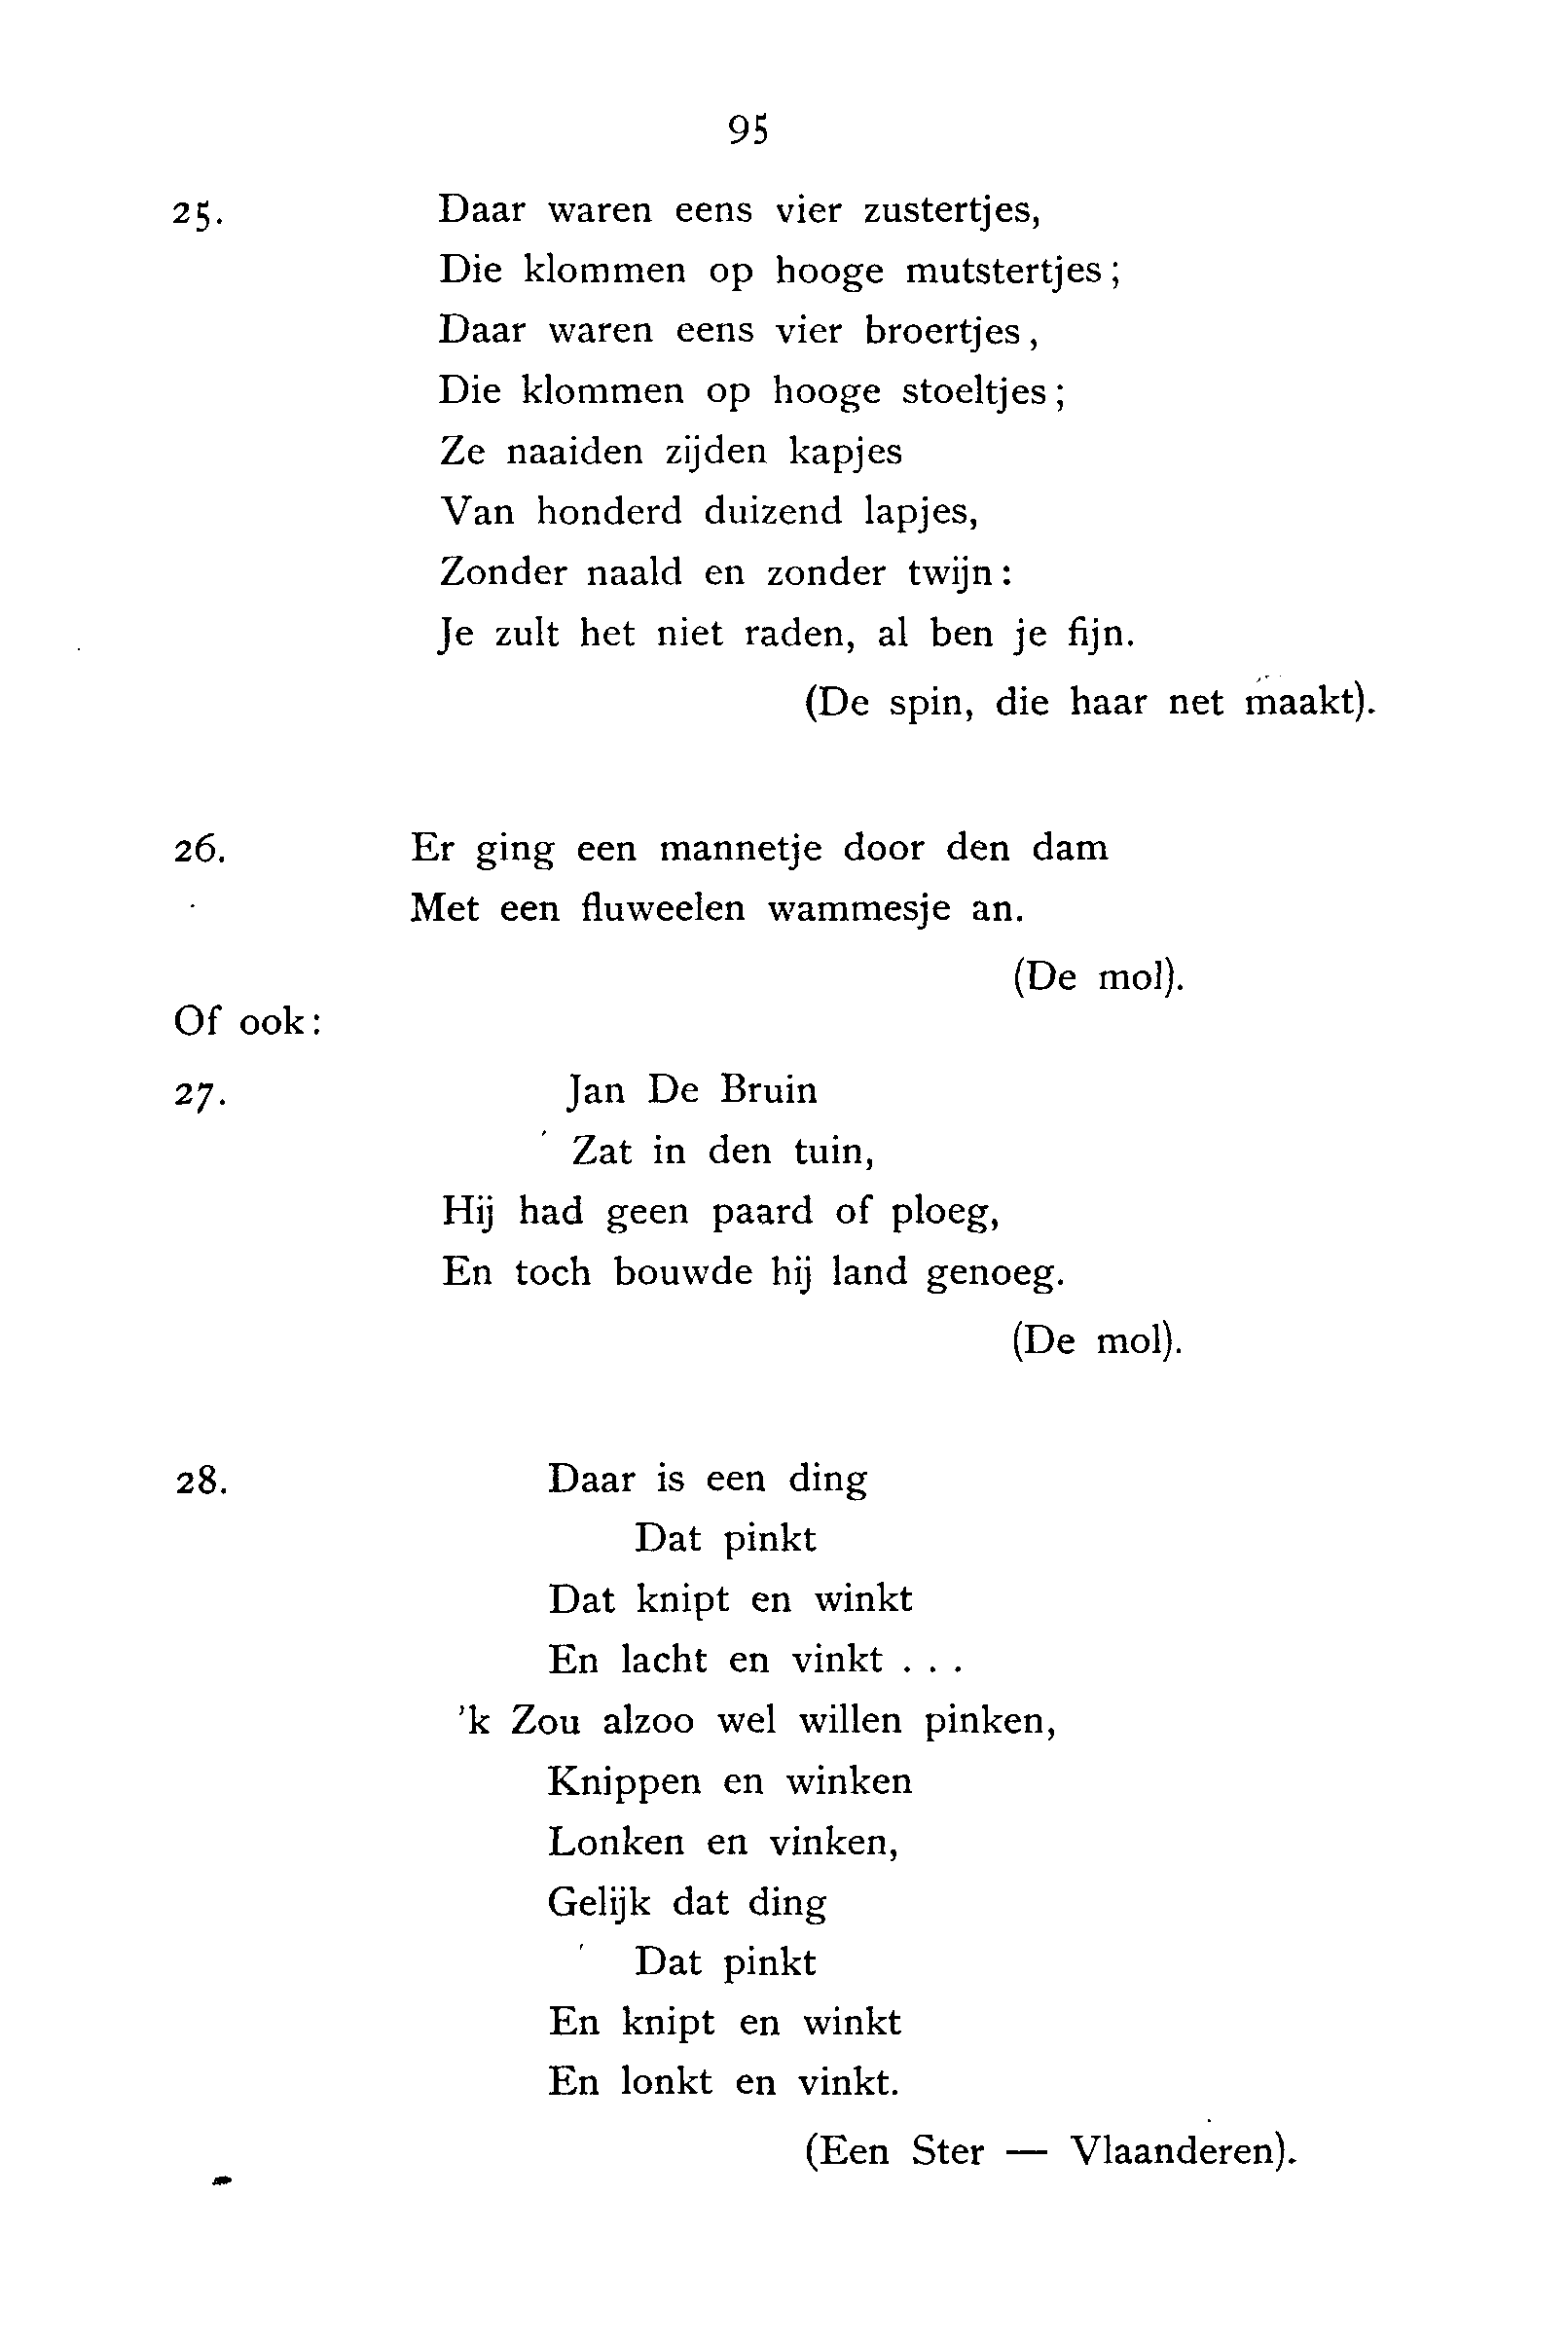 95
25. Daar waren eens vier zustertjes,
Die klommen op hooge mutstertjes;
Daar waren eens vier broertjes,
Die klommen op hooge stoeltjes;
Ze naaiden zijden kapjes
Van honderd duizend lapjes,
Zonder naald en zonder twijn:
Je zult het niet raden, al ben je fijn.
(De spin, die haar net maakt).
26. Er ging een mannetje door den dam
Met een fluweelen wammesje an.
(De mol).
Of ook:
27. Jan De Bruin
Zat in den tuin,
Hij had geen paard of ploeg,
En toch bouwde hij land genoeg.
(De mol).
28. Daar is een ding
Dat pinkt
Dat knipt en winkt
En lacht en vinkt . . .
'k Zou alzoo wel willen pinken,
Knippen en winken
Lonken en vinken,
Gelijk dat ding
Dat pinkt
En knipt en winkt
En lonkt en vinkt.
(Een Ster — Vlaanderen).